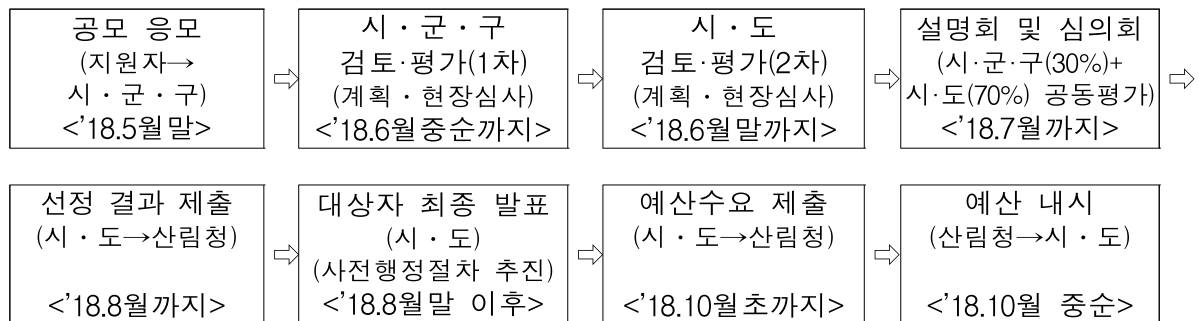 공모 응모
(지원자→
시·군·구)
<'18.5월말>
⇨
시·군·구
검토·평가(1차)
(계획·현장심사)
<'18.6월중순까지>
⇨
시·도
검토·평가(2차)
(계획·현장심사)
<'18.6월말까지>
⇨
설명회 및 심의회
(시·군·구(30%)+
시·도(70%) 공동평가)
<'18.7월까지>
⇨
선정 결과 제출
(시·도→산림청)
<'18.8월까지>
⇨
대상자 최종 발표
(시·도)
(사전행정절차 추진)
<'18.8월말 이후>
⇨
예산수요 제출
(시·도→산림청)
<'18.10월초까지>
⇨
예산 내시
(산림청→시·도)
<'18.10월 중순>